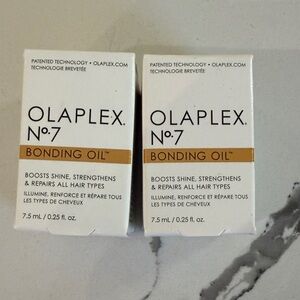 PATENTED TECHNOLOGY • OLAPLEX.COM
TECHNOLOGIE BREVETÉE
OLAPLEX.
Nº.7
BONDING OIL™
BOOSTS SHINE, STRENGTHENS
& REPAIRS ALL HAIR TYPES
ILLUMINE, RENFORCE ET RÉPARE TOUS
LES TYPES DE CHEVEUX
7.5 mL / 0.25 fl. oz.
PATENTED TECHNOLOGY • OLAPLEX.COM
TECHNOLOGIE BREVETÉE
OLAPLEX.
Nº.7
BONDING OIL™
BOOSTS SHINE, STRENGTHENS
& REPAIRS ALL HAIR TYPES
ILLUMINE, RENFORCE ET RÉPARE TOUS
LES TYPES DE CHEVEUX
7.5 mL / 0.25 fl. oz.